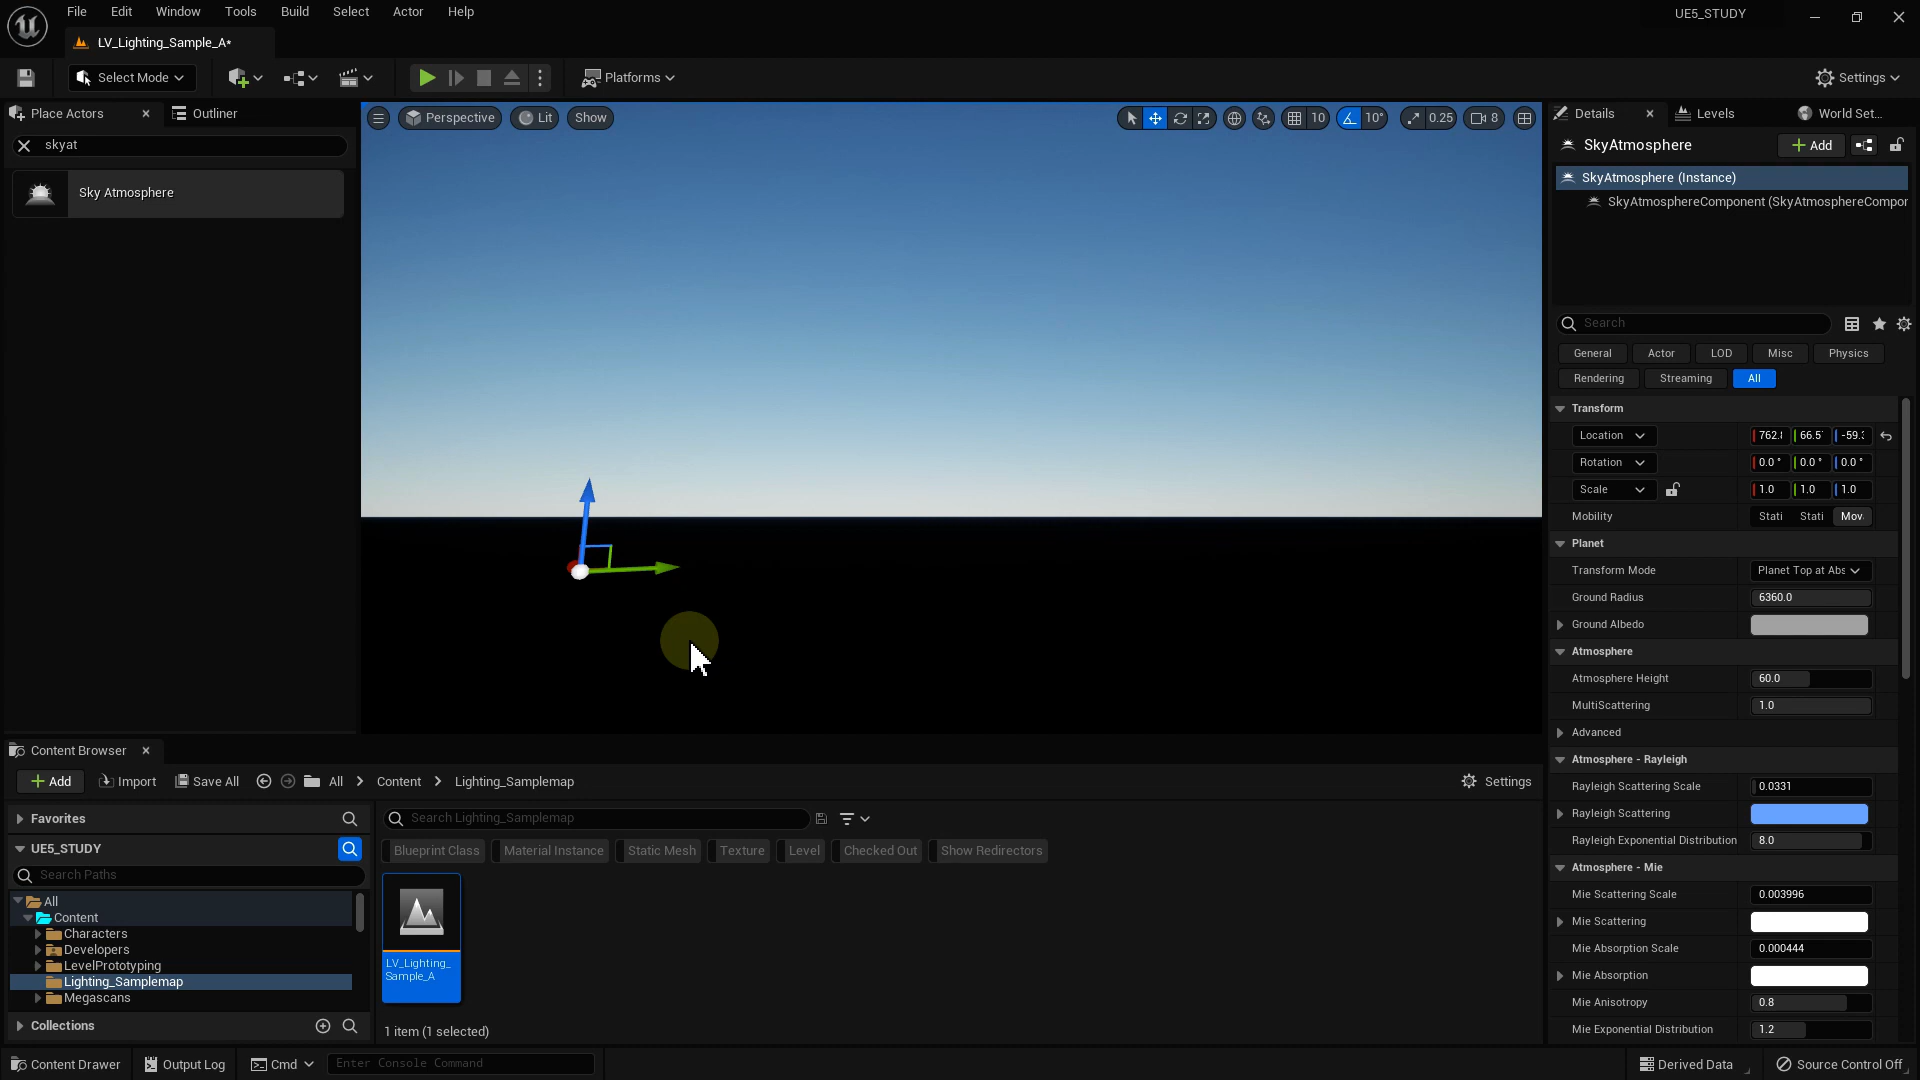 File Edit Window Tools Build Select Actor Help
UE5_STUDY
LV_Lighting_Sample_A*
Select Mode
Platforms
Settings
Place Actors
Outliner
skyat
Sky Atmosphere
Perspective
Lit
Show
10
10°
0.25
8
Details
Levels
World Set...
SkyAtmosphere
Add
SkyAtmosphere (Instance)
SkyAtmosphereComponent (SkyAtmosphereCompor
Search
General
Actor
LOD
Misc
Physics
Rendering
Streaming
All
Transform
Location
762.
66.5
-59.
Rotation
0.0 °
0.0 °
0.0 °
Scale
1.0
1.0
1.0
Mobility
Stati
Stati
Mov
Planet
Transform Mode
Planet Top at Abs
Ground Radius
6360.0
Ground Albedo
Atmosphere
Atmosphere Height
60.0
MultiScattering
1.0
Advanced
Atmosphere - Rayleigh
Rayleigh Scattering Scale
0.0331
Rayleigh Scattering
Rayleigh Exponential Distribution
8.0
Atmosphere - Mie
Mie Scattering Scale
0.003996
Mie Scattering
Mie Absorption Scale
0.000444
Mie Absorption
Mie Anisotropy
0.8
Mie Exponential Distribution
1.2
Content Browser
Add
Import
Save All
All
Content
Lighting_Samplemap
Settings
Favorites
UE5_STUDY
Search Paths
All
Content
Characters
Developers
LevelPrototyping
Lighting_Samplemap
Megascans
Collections
Search Lighting_Samplemap
Blueprint Class
Material Instance
Static Mesh
Texture
Level
Checked Out
Show Redirectors
LV_Lighting_
Sample_A
1 item (1 selected)
Content Drawer
Output Log
Cmd
Enter Console Command
Derived Data
Source Control Off